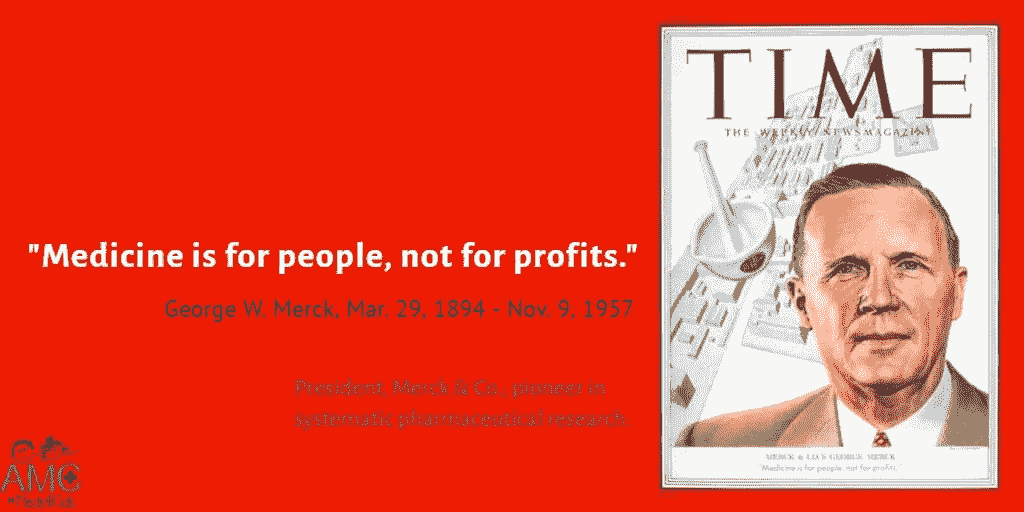 "Medicine is for people, not for profits."
George W. Merck, Mar. 29, 1894 - Nov. 9, 1957
President, Merck & Co.; pioneer in
systematic pharmaceutical research.
AMC
TIME
THE WEEKLY NEWSMAGAZINE
MERCK & CO.'S GEORGE MERCK
"Medicine is for people, not for profits."